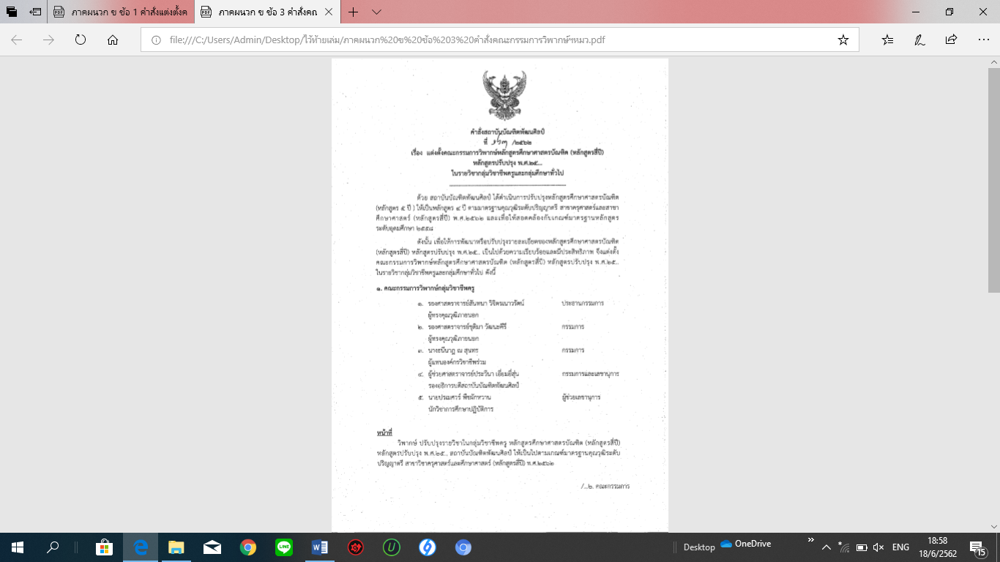 ภาคผนวก ข ข้อ 1 คำสั่งแต่งตั้งค
ภาคผนวก ข ข้อ 3 คำสั่งคณ
file:///C:/Users/Admin/Desktop/ไว้ท้ายเล่ม/ภาคผนวก%20ข%20ข้อ%203%20คำสั่งคณะกรรมการวิพากษ์ฯหมว.pdf
คำสั่งสถาบันบัณฑิตพัฒนศิลป์
ที่ /๒๕๖๒
เรื่อง แต่งตั้งคณะกรรมการวิพากษ์หลักสูตรศึกษาศาสตรบัณฑิต (หลักสูตรสี่ปี)
หลักสูตรปรับปรุง พ.ศ.๒๕...
ในรายวิชากลุ่มวิชาชีพครูและกลุ่มศึกษาทั่วไป
ด้วย สถาบันบัณฑิตพัฒนศิลป์ ได้ดำเนินการปรับปรุงหลักสูตรศึกษาศาสตรบัณฑิต
(หลักสูตร ๕ ปี ) ให้เป็นหลักสูตร ๔ ปี ตามมาตรฐานคุณวุฒิระดับปริญญาตรี สาขาครุศาสตร์และสาขา
ศึกษาศาสตร์ (หลักสูตรสี่ปี) พ.ศ.๒๕๖๒ และเพื่อให้สอดคล้องกับเกณฑ์มาตรฐานหลักสูตร
ระดับอุดมศึกษา ๒๕๕๘
ดังนั้น เพื่อให้การพัฒนาหรือปรับปรุงรายละเอียดของหลักสูตรศึกษาศาสตรบัณฑิต
(หลักสูตรสี่ปี) หลักสูตรปรับปรุง พ.ศ.๒๕.. เป็นไปด้วยความเรียบร้อยและมีประสิทธิภาพ จึงแต่งตั้ง
คณะกรรมการวิพากษ์หลักสูตรศึกษาศาสตรบัณฑิต (หลักสูตรสี่ปี) หลักสูตรปรับปรุง พ.ศ.๒๕..
ในรายวิชากลุ่มวิชาชีพครูและกลุ่มศึกษาทั่วไป ดังนี้
๑. คณะกรรมการวิพากษ์กลุ่มวิชาชีพครู
๑. รองศาสตราจารย์สันทนา วิจิตรเนาวรัตน์ ประธานกรรมการ
ผู้ทรงคุณวุฒิภายนอก
๒. รองศาสตราจารย์ชุติมา วัฒนะคีรี กรรมการ
ผู้ทรงคุณวุฒิภายนอก
๓. นางธนีนาฎ ณ สุนทร กรรมการ
ผู้แทนองค์กรวิชาชีพร่วม
๔. ผู้ช่วยศาสตราจารย์ประวีนา เอี่ยมยี่สุ่น กรรมการและเลขานุการ
รองอธิการบดีสถาบันบัณฑิตพัฒนศิลป์
๕. นายปรเมศวร์ พืชผักหวาน ผู้ช่วยเลขานุการ
นักวิชาการศึกษาปฏิบัติการ
หน้าที่
วิพากษ์ ปรับปรุงรายวิชาในกลุ่มวิชาชีพครู หลักสูตรศึกษาศาสตรบัณฑิต (หลักสูตรสี่ปี)
หลักสูตรปรับปรุง พ.ศ.๒๕.. สถาบันบัณฑิตพัฒนศิลป์ ให้เป็นไปตามเกณฑ์มาตรฐานคุณวุฒิระดับ
ปริญญาตรี สาขาวิชาครุศาสตร์และศึกษาศาสตร์ (หลักสูตรสี่ปี) พ.ศ.๒๕๖๒
/...๒. คณะกรรมการ
Desktop
OneDrive
ENG
18:58
18/6/2562
15